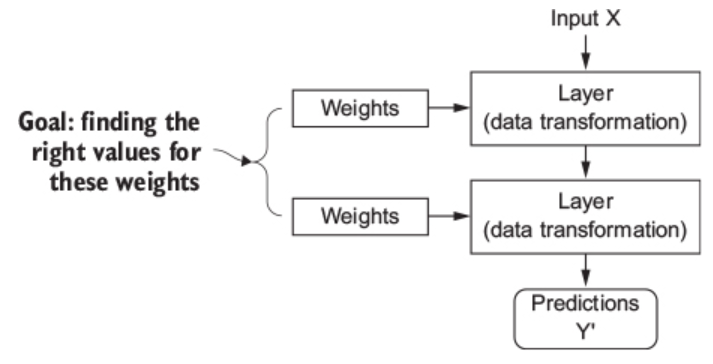 Input X
Goal: finding the
right values for
these weights
Weights
Layer
(data transformation)
Weights
Layer
(data transformation)
Predictions
Y'